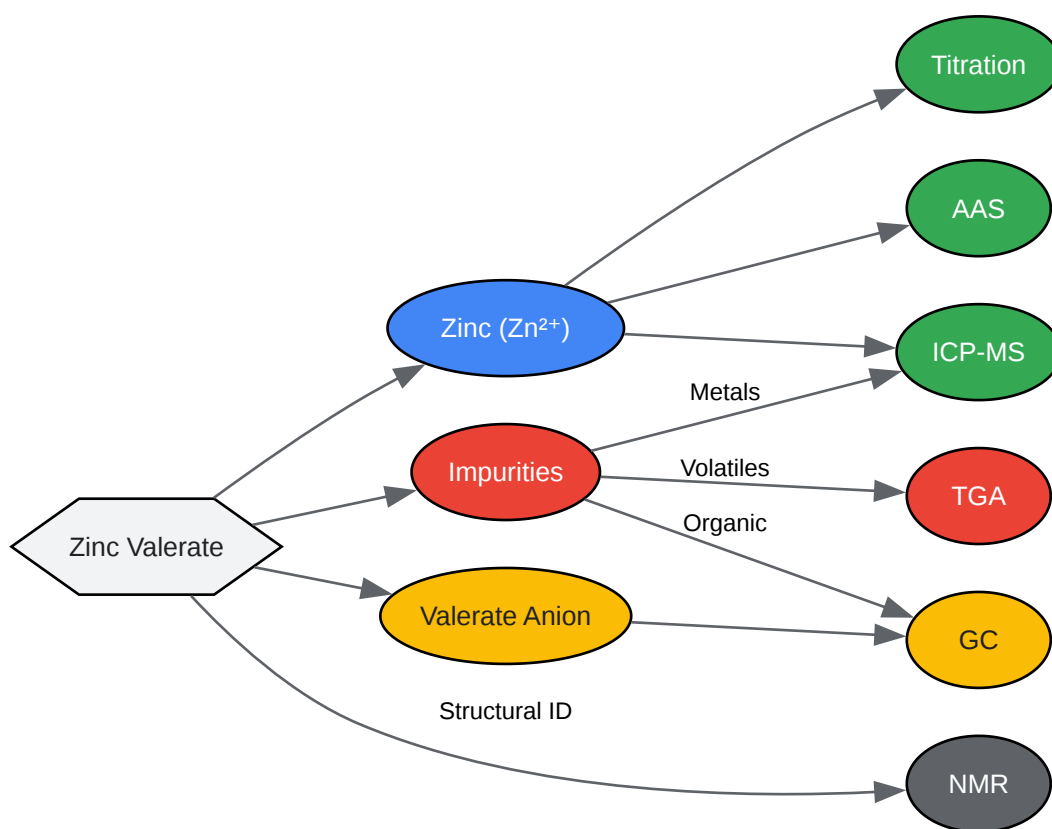 Titration
AAS
Zinc (Zn²⁺)
ICP-MS
Metals
Impurities
Volatiles
TGA
Organic
Zinc Valerate
Valerate Anion
GC
Structural ID
NMR